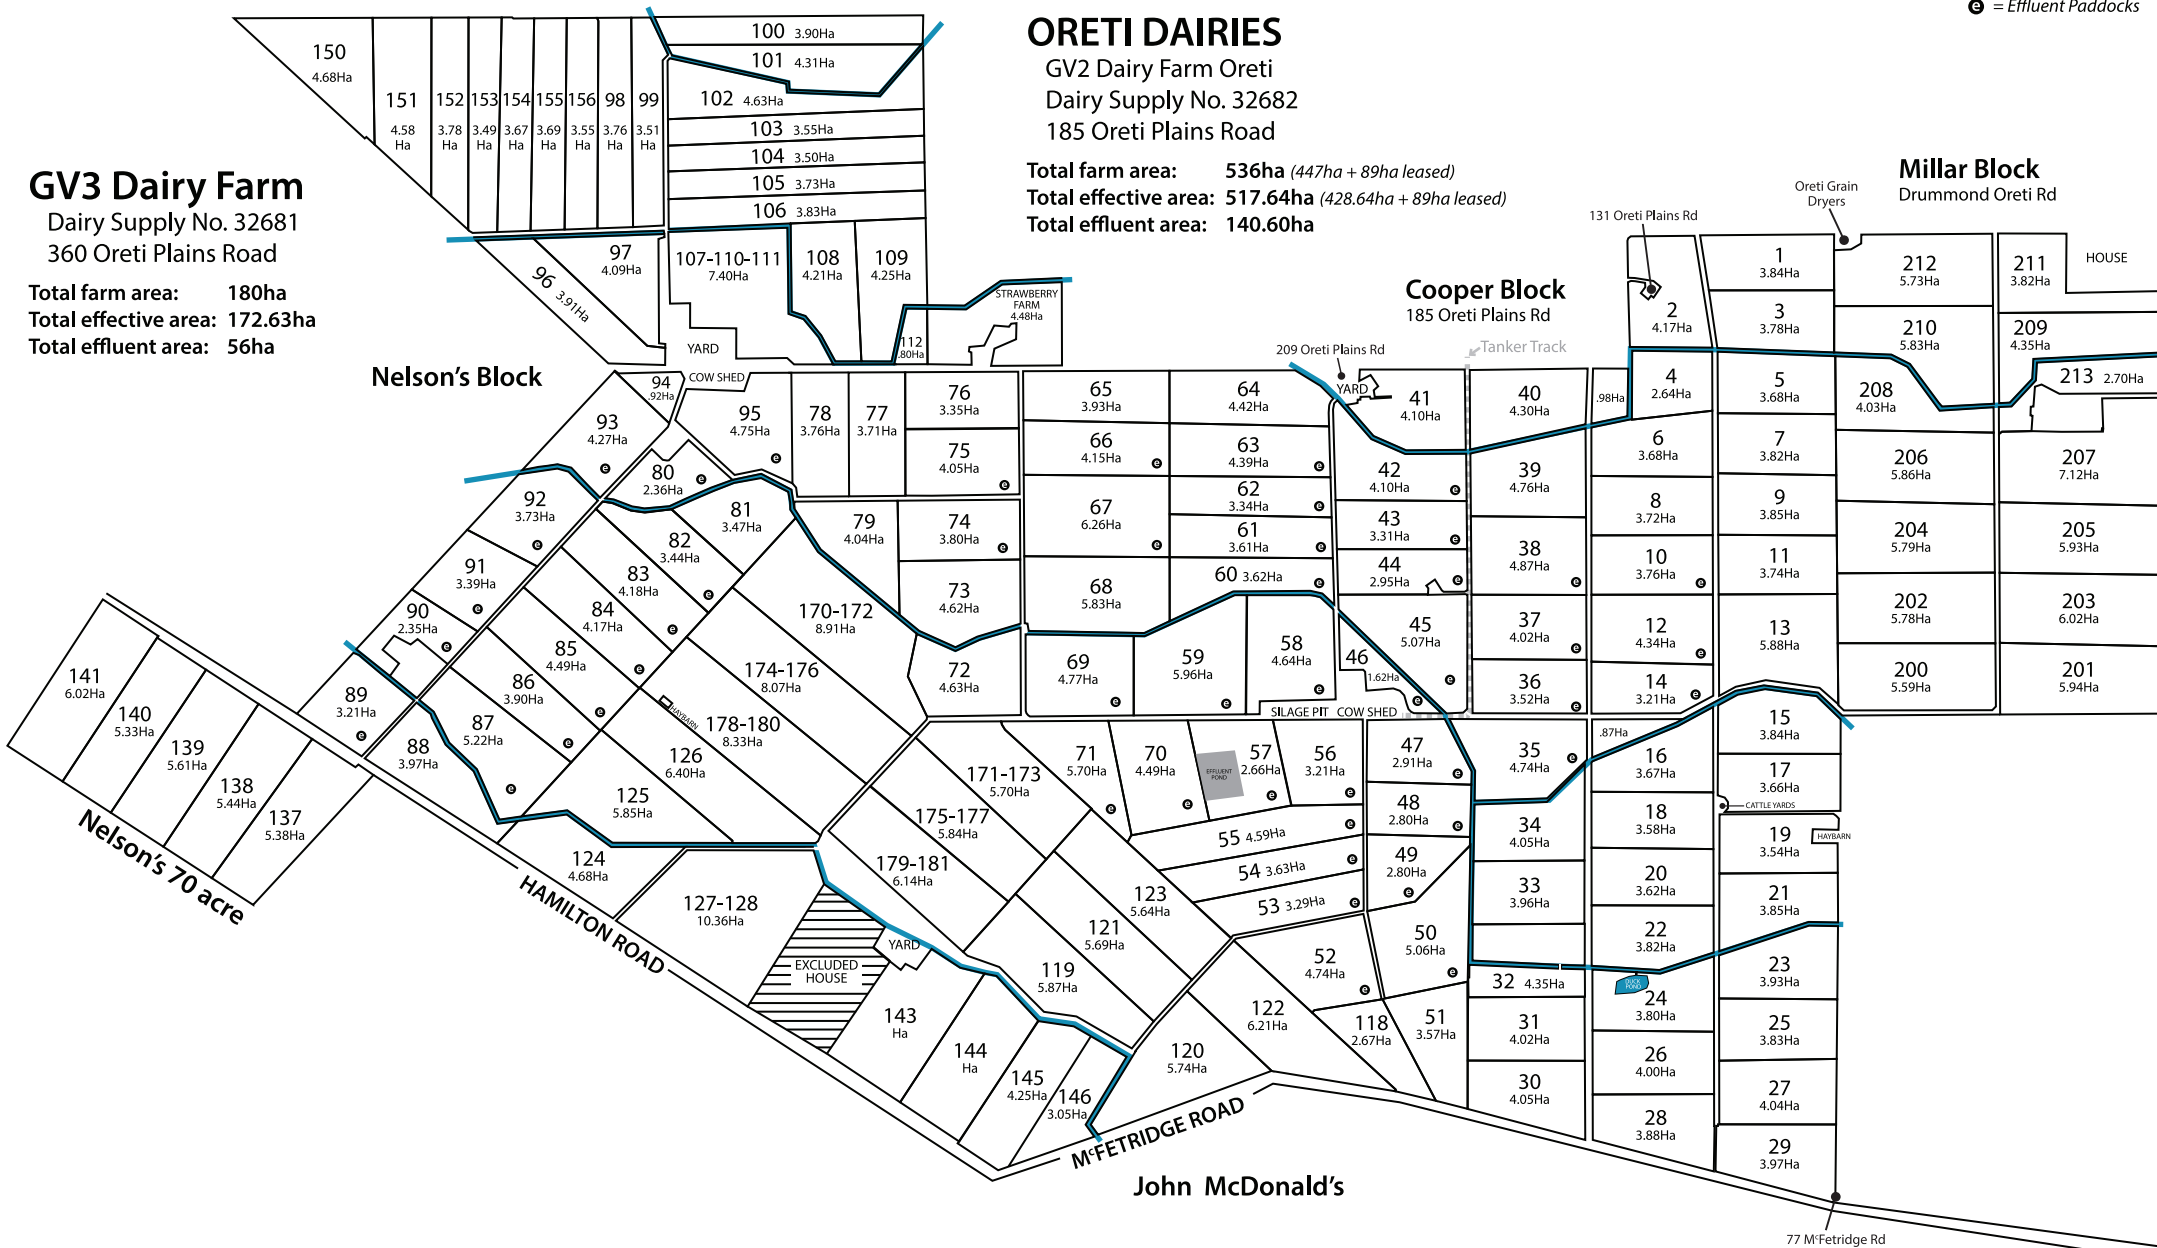 e = Effluent Paddocks
ORETI DAIRIES
GV2 Dairy Farm Oreti
Dairy Supply No. 32682
185 Oreti Plains Road
Total farm area: 536ha (447ha + 89ha leased)
Total effective area: 517.64ha (428.64ha + 89ha leased)
Total effluent area: 140.60ha
GV3 Dairy Farm
Dairy Supply No. 32681
360 Oreti Plains Road
Total farm area: 180ha
Total effective area: 172.63ha
Total effluent area: 56ha
Millar Block
Drummond Oreti Rd
Oreti Grain
Dryers
131 Oreti Plains Rd
Cooper Block
185 Oreti Plains Rd
Tanker Track
209 Oreti Plains Rd
Nelson's Block
150
4.68Ha
151
4.58
Ha
152
3.78
Ha
153
3.49
Ha
154
3.67
Ha
155
3.69
Ha
156
3.55
Ha
98
3.76
Ha
99
3.51
Ha
100 3.90Ha
101 4.31Ha
102 4.63Ha
103 3.55Ha
104 3.50Ha
105 3.73Ha
106 3.83Ha
96 3.91Ha
97
4.09Ha
107-110-111
7.40Ha
108
4.21Ha
109
4.25Ha
112
.80Ha
STRAWBERRY
FARM
4.48Ha
YARD
COW SHED
94
.92Ha
93
4.27Ha
e
95
4.75Ha
e
78
3.76Ha
77
3.71Ha
76
3.35Ha
75
4.05Ha
e
80
2.36Ha
e
92
3.73Ha
e
81
3.47Ha
82
3.44Ha
e
83
4.18Ha
e
84
4.17Ha
e
85
4.49Ha
e
86
3.90Ha
e
87
5.22Ha
e
88
3.97Ha
89
3.21Ha
e
90
2.35Ha
e
91
3.39Ha
e
79
4.04Ha
74
3.80Ha
e
73
4.62Ha
72
4.63Ha
170-172
8.91Ha
174-176
8.07Ha
178-180
8.33Ha
HAYBARN
126
6.40Ha
125
5.85Ha
124
4.68Ha
127-128
10.36Ha
141
6.02Ha
140
5.33Ha
139
5.61Ha
138
5.44Ha
137
5.38Ha
Nelson's 70 acre
HAMILTON ROAD
EXCLUDED
HOUSE
YARD
143
Ha
144
Ha
145
4.25Ha
146
3.05Ha
McFETRIDGE ROAD
John McDonald's
171-173
5.70Ha
175-177
5.84Ha
179-181
6.14Ha
123
5.64Ha
121
5.69Ha
119
5.87Ha
120
5.74Ha
122
6.21Ha
118
2.67Ha
65
3.93Ha
64
4.42Ha
66
4.15Ha
e
63
4.39Ha
e
67
6.26Ha
e
62
3.34Ha
e
61
3.61Ha
e
68
5.83Ha
60 3.62Ha
e
69
4.77Ha
e
59
5.96Ha
e
58
4.64Ha
e
SILAGE PIT COW SHED
71
5.70Ha
e
70
4.49Ha
e
EFFLUENT
POND
57
2.66Ha
e
56
3.21Ha
e
55 4.59Ha
e
54 3.63Ha
e
53 3.29Ha
e
52
4.74Ha
e
51
3.57Ha
50
5.06Ha
e
49
2.80Ha
e
48
2.80Ha
e
47
2.91Ha
e
46
1.62Ha
e
45
5.07Ha
e
44
2.95Ha
e
43
3.31Ha
e
42
4.10Ha
e
YARD
41
4.10Ha
40
4.30Ha
39
4.76Ha
38
4.87Ha
e
37
4.02Ha
e
36
3.52Ha
e
35
4.74Ha
e
34
4.05Ha
33
3.96Ha
32 4.35Ha
31
4.02Ha
30
4.05Ha
.98Ha
2
4.17Ha
4
2.64Ha
6
3.68Ha
8
3.72Ha
10
3.76Ha
e
12
4.34Ha
e
14
3.21Ha
e
.87Ha
16
3.67Ha
18
3.58Ha
20
3.62Ha
22
3.82Ha
DUCK
POND
24
3.80Ha
26
4.00Ha
28
3.88Ha
1
3.84Ha
3
3.78Ha
5
3.68Ha
7
3.82Ha
9
3.85Ha
11
3.74Ha
13
5.88Ha
15
3.84Ha
17
3.66Ha
CATTLE YARDS
19
3.54Ha
HAYBARN
21
3.85Ha
23
3.93Ha
25
3.83Ha
27
4.04Ha
29
3.97Ha
77 McFetridge Rd
212
5.73Ha
211
3.82Ha
HOUSE
210
5.83Ha
209
4.35Ha
208
4.03Ha
213 2.70Ha
206
5.86Ha
207
7.12Ha
204
5.79Ha
205
5.93Ha
202
5.78Ha
203
6.02Ha
200
5.59Ha
201
5.94Ha